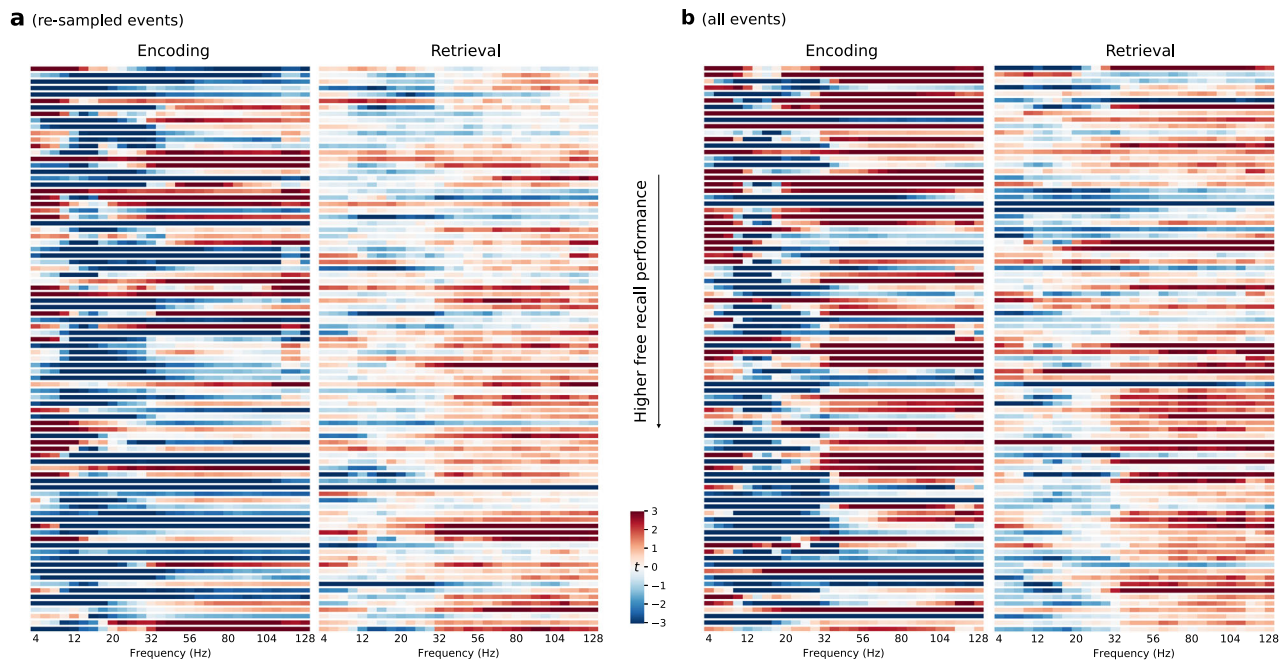 a (re-sampled events)
Encoding
Retrieval
4 12 20 32 56 80 104 128
Frequency (Hz)
4 12 20 32 56 80 104 128
Frequency (Hz)
Higher free recall performance
3
2
1
0
−1
−2
−3
t
b (all events)
Encoding
Retrieval
4 12 20 32 56 80 104 128
Frequency (Hz)
4 12 20 32 56 80 104 128
Frequency (Hz)